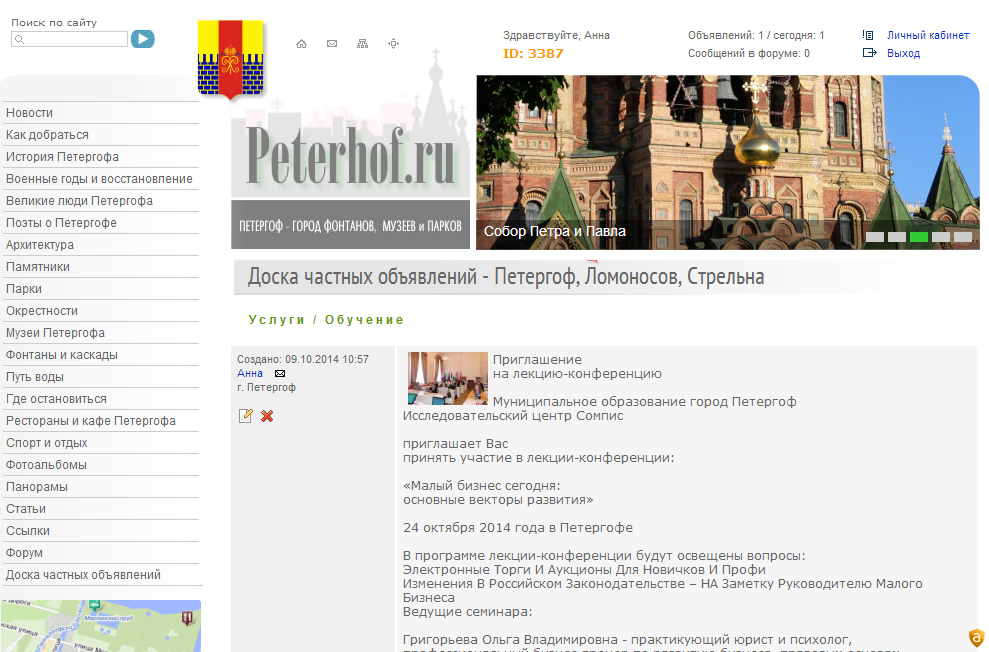 Поиск по сайту
Здравствуйте, Анна
ID: 3387
Объявлений: 1 / сегодня: 1
Сообщений в форуме: 0
Личный кабинет
Выход
Peterhof.ru
ПЕТЕРГОФ - ГОРОД ФОНТАНОВ, МУЗЕЕВ И ПАРКОВ
Собор Петра и Павла
Новости
Как добраться
История Петергофа
Военные годы и восстановление
Великие люди Петергофа
Поэты о Петергофе
Архитектура
Памятники
Парки
Окрестности
Музеи Петергофа
Фонтаны и каскады
Путь воды
Где остановиться
Рестораны и кафе Петергофа
Спорт и отдых
Фотоальбомы
Панорамы
Статьи
Ссылки
Форум
Доска частных объявлений
Марлинский пруд
Доска частных объявлений - Петергоф, Ломоносов, Стрельна
Услуги / Обучение
Создано: 09.10.2014 10:57
Анна
г. Петергоф
Приглашение
на лекцию-конференцию
Муниципальное образование город Петергоф
Исследовательский центр Сомпис
приглашает Вас
принять участие в лекции-конференции:
«Малый бизнес сегодня:
основные векторы развития»
24 октября 2014 года в Петергофе
В программе лекции-конференции будут освещены вопросы:
Электронные Торги И Аукционы Для Новичков И Профи
Изменения В Российском Законодательстве – НА Заметку Руководителю Малого
Бизнеса
Ведущие семинара:
Григорьева Ольга Владимировна - практикующий юрист и психолог,